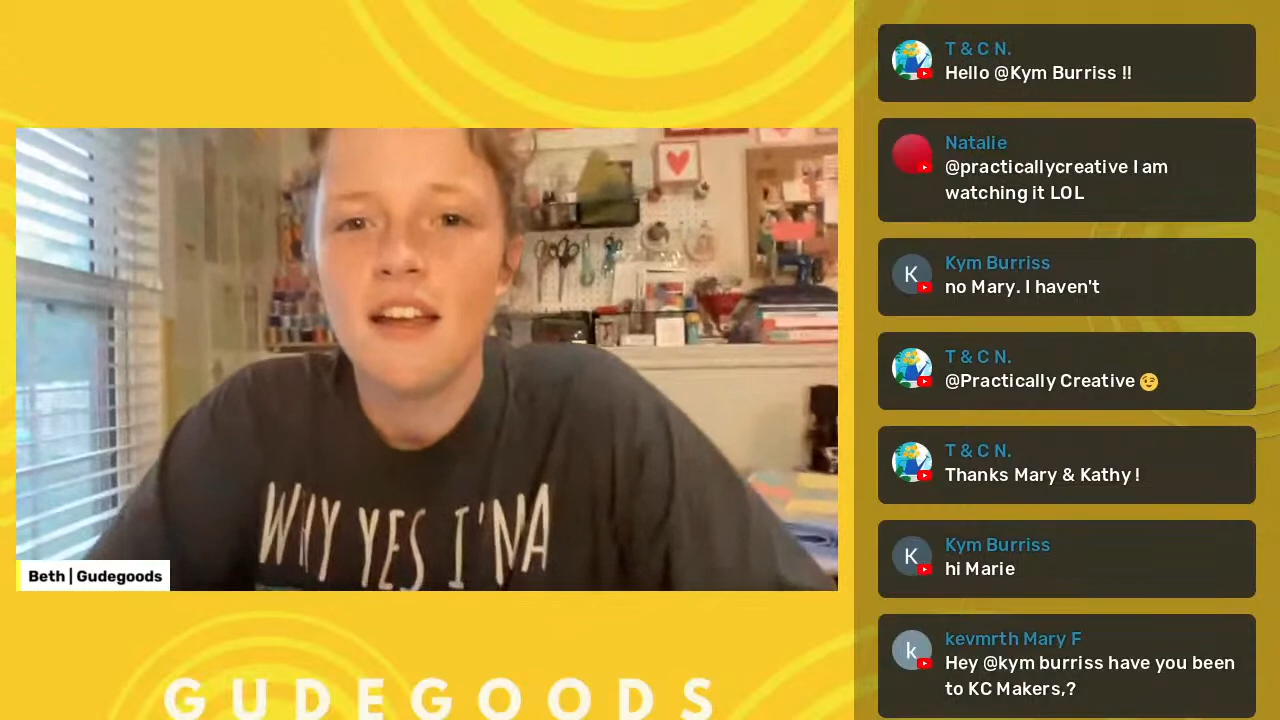 WHY YES I'MA
Beth | Gudegoods
GUDEGOODS
T & C N.
Hello @Kym Burriss !!
Natalie
@practicallycreative I am
watching it LOL
K
Kym Burriss
no Mary. I haven't
T & C N.
@Practically Creative 😉
T & C N.
Thanks Mary & Kathy !
K
Kym Burriss
hi Marie
k
kevmrth Mary F
Hey @kym burriss have you been
to KC Makers,?